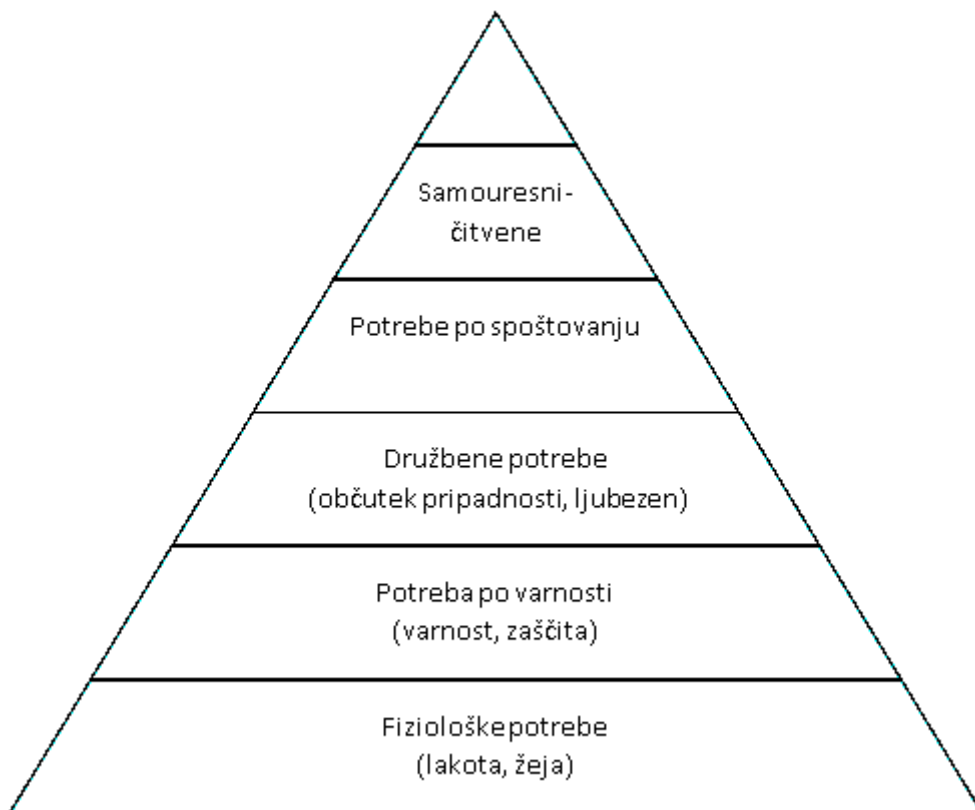 Samouresni-
čitvene
Potrebe po spoštovanju
Družbene potrebe
(občutek pripadnosti, ljubezen)
Potreba po varnosti
(varnost, zaščita)
Fiziološke potrebe
(lakota, žeja)